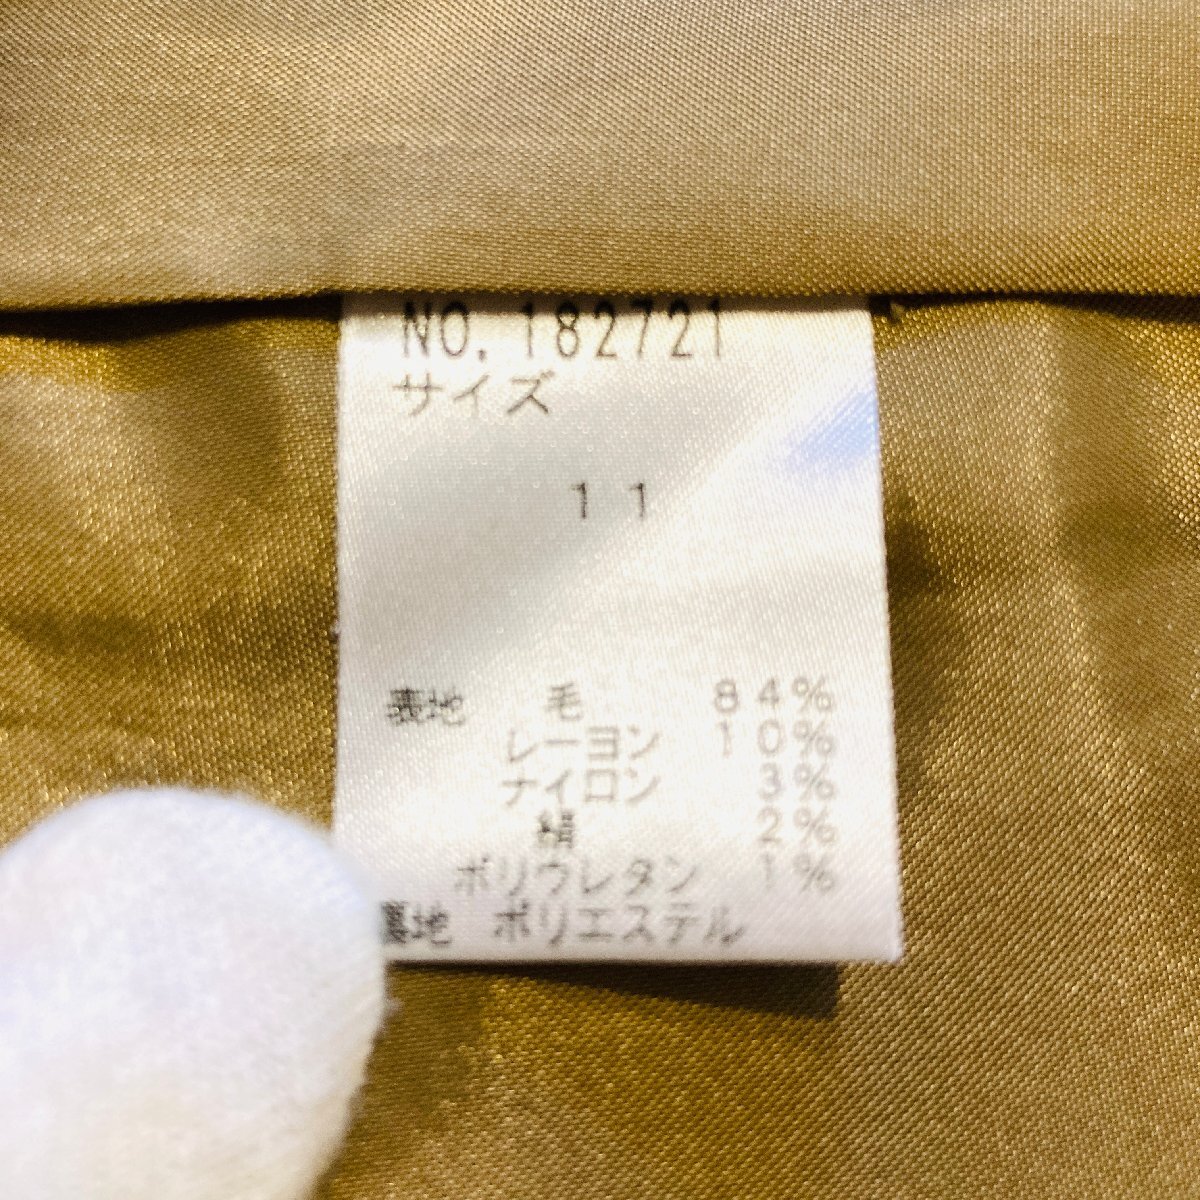 NO. 182721
サイズ
11
表地 毛 84%
レーヨン 10%
ナイロン 3%
綿 2%
ポリウレタン 1%
裏地 ポリエステル